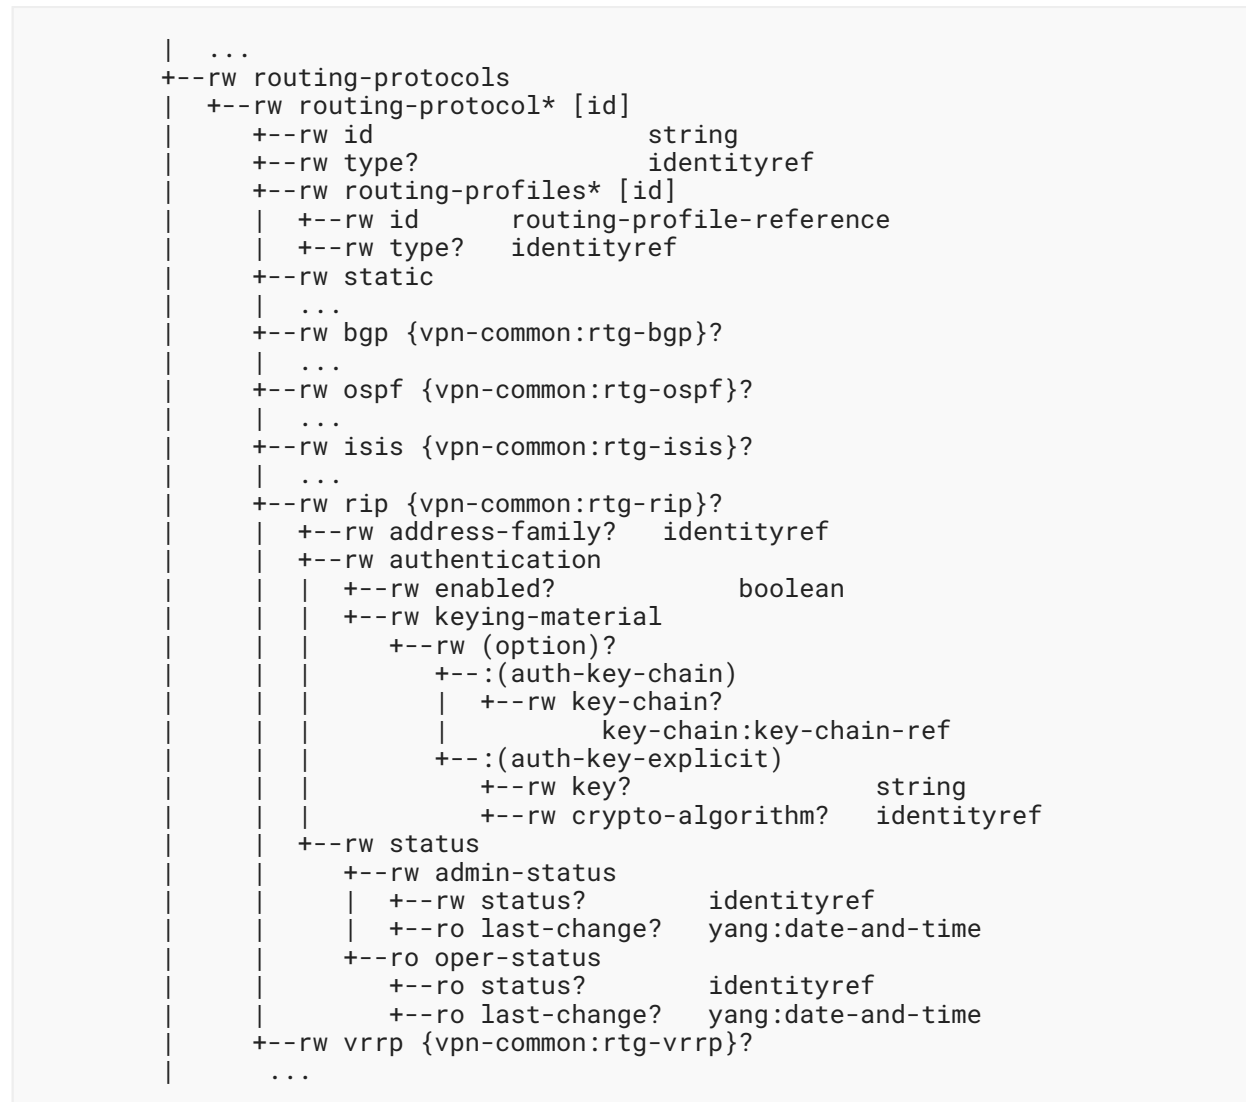 |  ...
+--rw routing-protocols
|  +--rw routing-protocol* [id]
|     +--rw id                  string
|     +--rw type?               identityref
|     +--rw routing-profiles* [id]
|     |  +--rw id      routing-profile-reference
|     |  +--rw type?   identityref
|     +--rw static
|     |  ...
|     +--rw bgp {vpn-common:rtg-bgp}?
|     |  ...
|     +--rw ospf {vpn-common:rtg-ospf}?
|     |  ...
|     +--rw isis {vpn-common:rtg-isis}?
|     |  ...
|     +--rw rip {vpn-common:rtg-rip}?
|     |  +--rw address-family?   identityref
|     |  +--rw authentication
|     |  |  +--rw enabled?            boolean
|     |  |  +--rw keying-material
|     |  |     +--rw (option)?
|     |  |        +--:(auth-key-chain)
|     |  |        |  +--rw key-chain?
|     |  |        |          key-chain:key-chain-ref
|     |  |        +--:(auth-key-explicit)
|     |  |           +--rw key?                string
|     |  |           +--rw crypto-algorithm?   identityref
|     |  +--rw status
|     |     +--rw admin-status
|     |     |  +--rw status?        identityref
|     |     |  +--ro last-change?   yang:date-and-time
|     |     +--ro oper-status
|     |        +--ro status?        identityref
|     |        +--ro last-change?   yang:date-and-time
|     +--rw vrrp {vpn-common:rtg-vrrp}?
|      ...